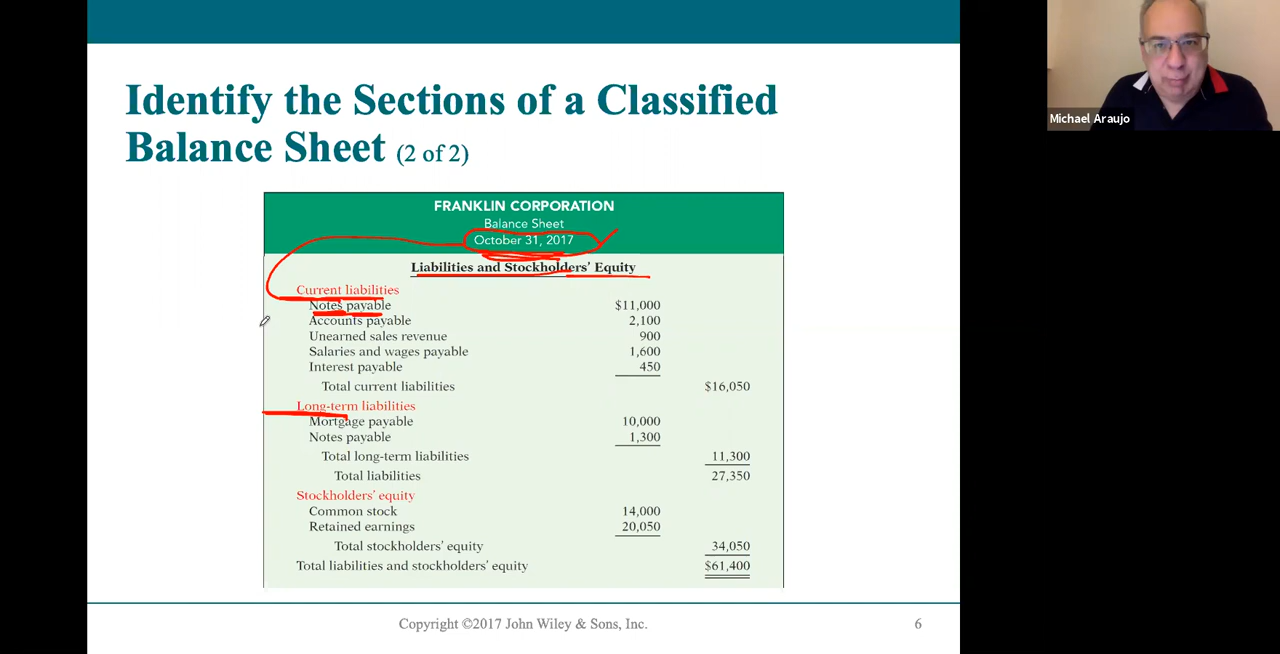 Identify the Sections of a Classified
Balance Sheet (2 of 2)
FRANKLIN CORPORATION
Balance Sheet
October 31, 2017
Liabilities and Stockholders' Equity
Current liabilities
Notes payable $11,000
Accounts payable 2,100
Unearned sales revenue 900
Salaries and wages payable 1,600
Interest payable 450
Total current liabilities $16,050
Long-term liabilities
Mortgage payable 10,000
Notes payable 1,300
Total long-term liabilities 11,300
Total liabilities 27,350
Stockholders' equity
Common stock 14,000
Retained earnings 20,050
Total stockholders' equity 34,050
Total liabilities and stockholders' equity $61,400
Copyright ©2017 John Wiley & Sons, Inc. 6
Michael Araujo